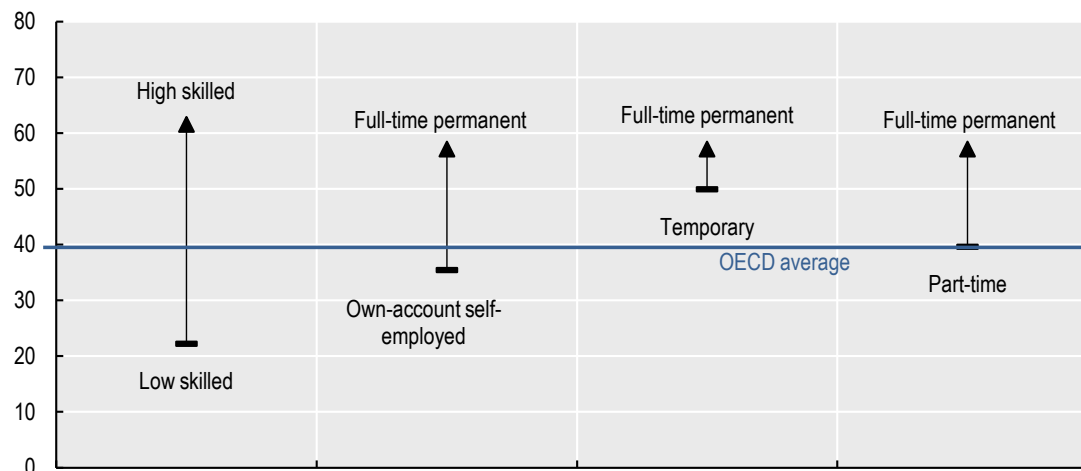 80
70
High skilled
Full-time permanent
Full-time permanent
Full-time permanent
60
50
Temporary
40
OECD average
Part-time
30
Own-account self-
employed
20
Low skilled
10
0